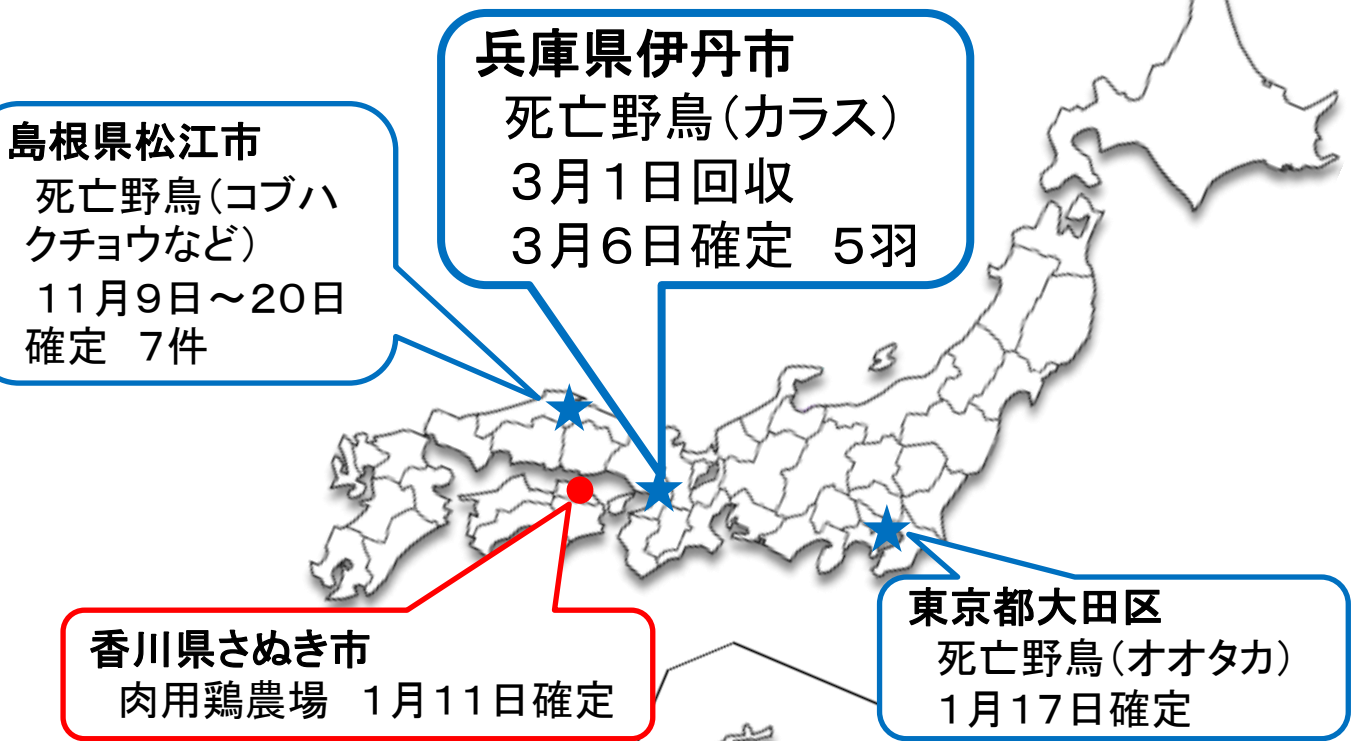 兵庫県伊丹市
死亡野鳥(カラス)
3月1日回収
3月6日確定 5羽
島根県松江市
死亡野鳥(コブハ
クチョウなど)
11月9日～20日
確定 7件
香川県さぬき市
肉用鶏農場 1月11日確定
東京都大田区
死亡野鳥(オオタカ)
1月17日確定